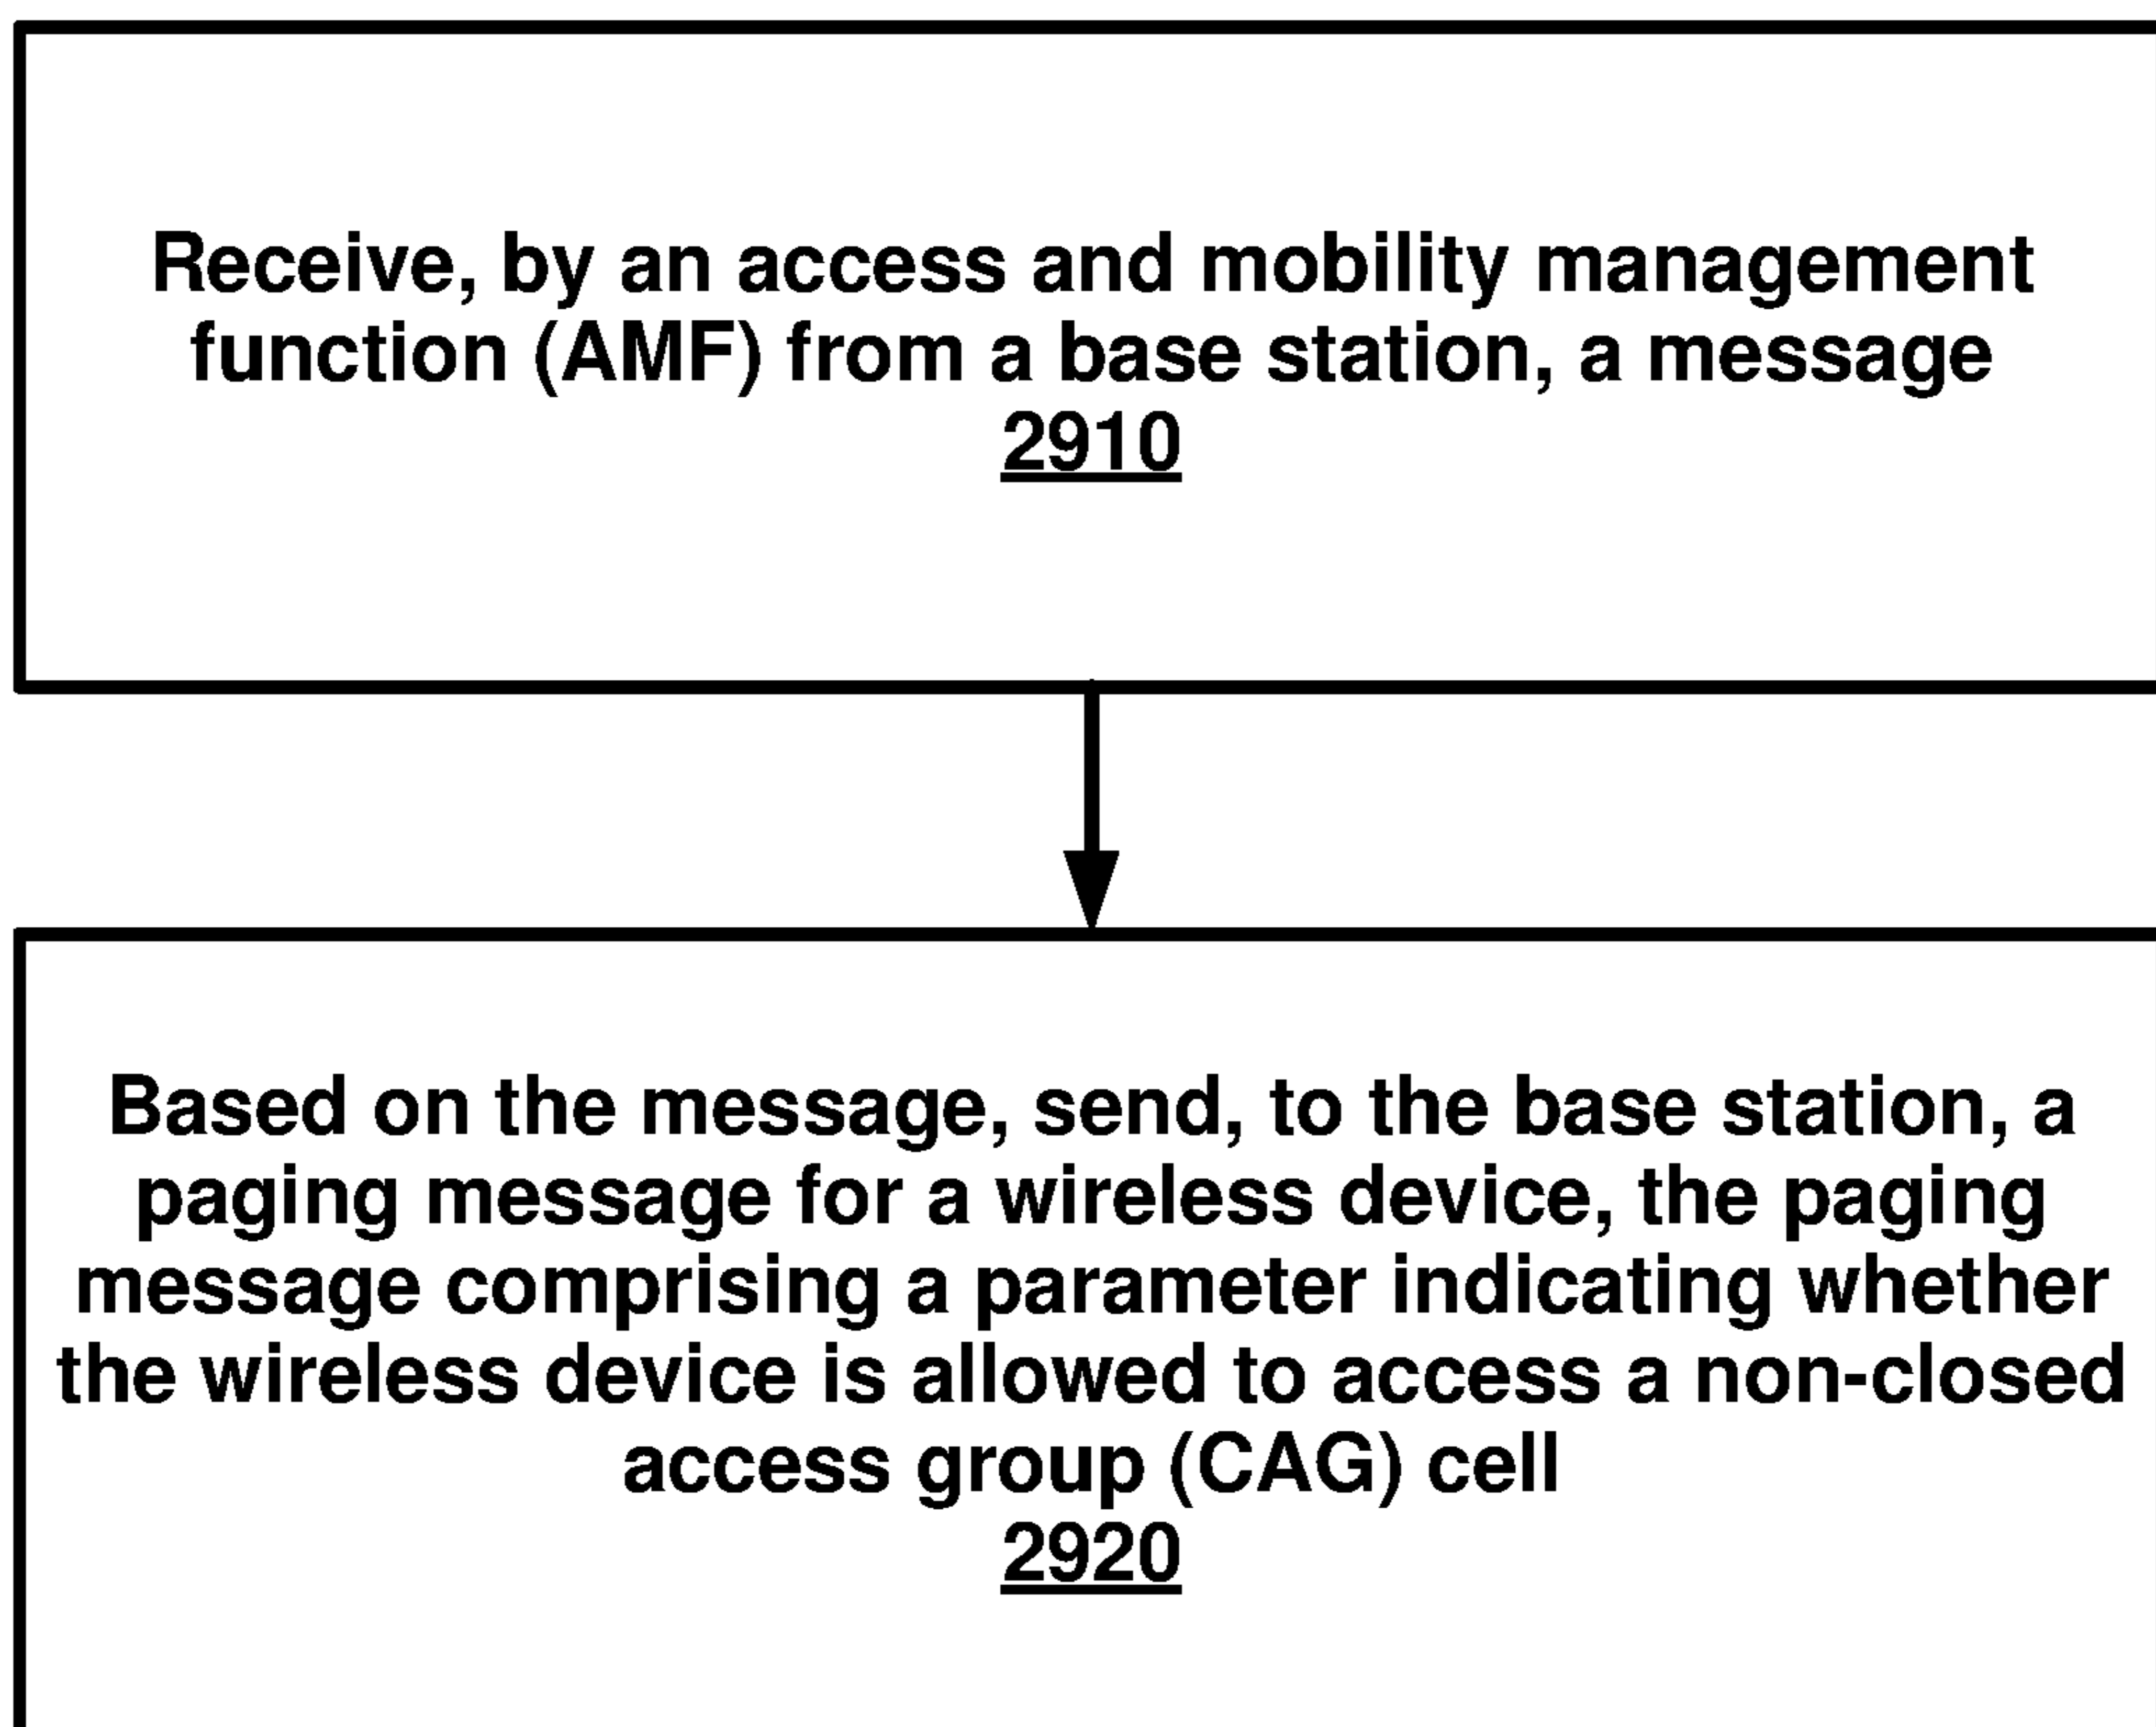 Receive, by an access and mobility management
function (AMF) from a base station, a message
2910
Based on the message, send, to the base station, a
paging message for a wireless device, the paging
message comprising a parameter indicating whether
the wireless device is allowed to access a non-closed
access group (CAG) cell
2920